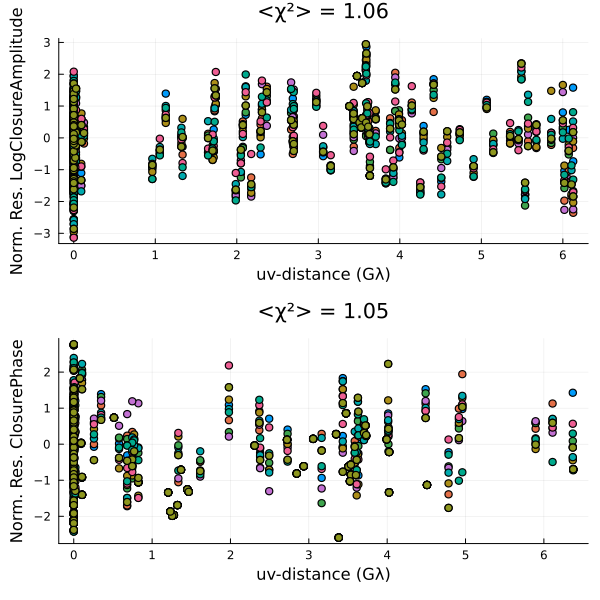 <χ²> = 1.06
Norm. Res. LogClosureAmplitude
3
2
1
0
−1
−2
−3
0 1 2 3 4 5 6
uv-distance (Gλ)
<χ²> = 1.05
Norm. Res. ClosurePhase
2
1
0
−1
−2
0 1 2 3 4 5 6
uv-distance (Gλ)